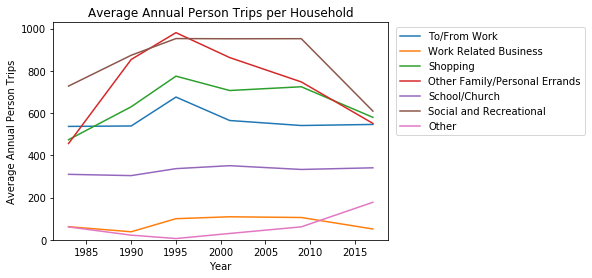 Average Annual Person Trips per Household
Average Annual Person Trips
1000
800
600
400
200
0
1985 1990 1995 2000 2005 2010 2015
Year
To/From Work
Work Related Business
Shopping
Other Family/Personal Errands
School/Church
Social and Recreational
Other